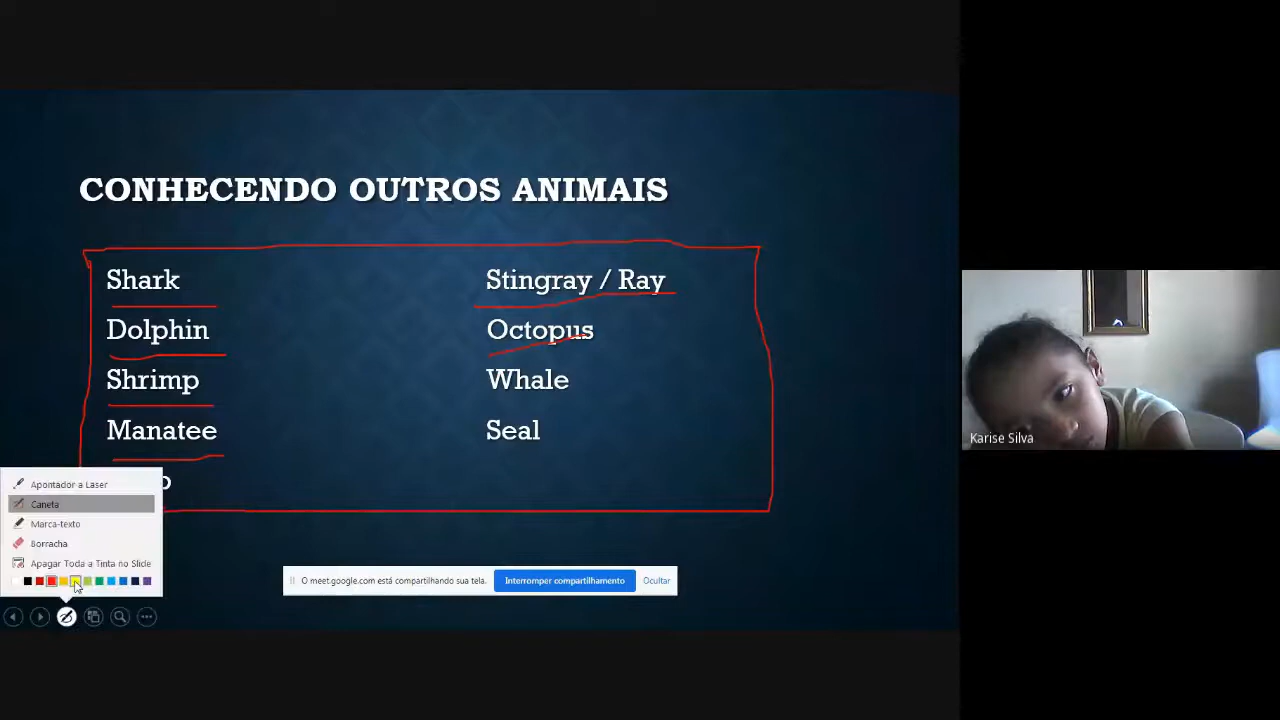 CONHECENDO OUTROS ANIMAIS
Shark
Dolphin
Shrimp
Manatee
Stingray / Ray
Octopus
Whale
Seal
Apontador a Laser
Caneta
Marca-texto
Borracha
Apagar Toda a Tinta no Slide
O meet.google.com está compartilhando sua tela.
Interromper compartilhamento
Ocultar
Karise Silva